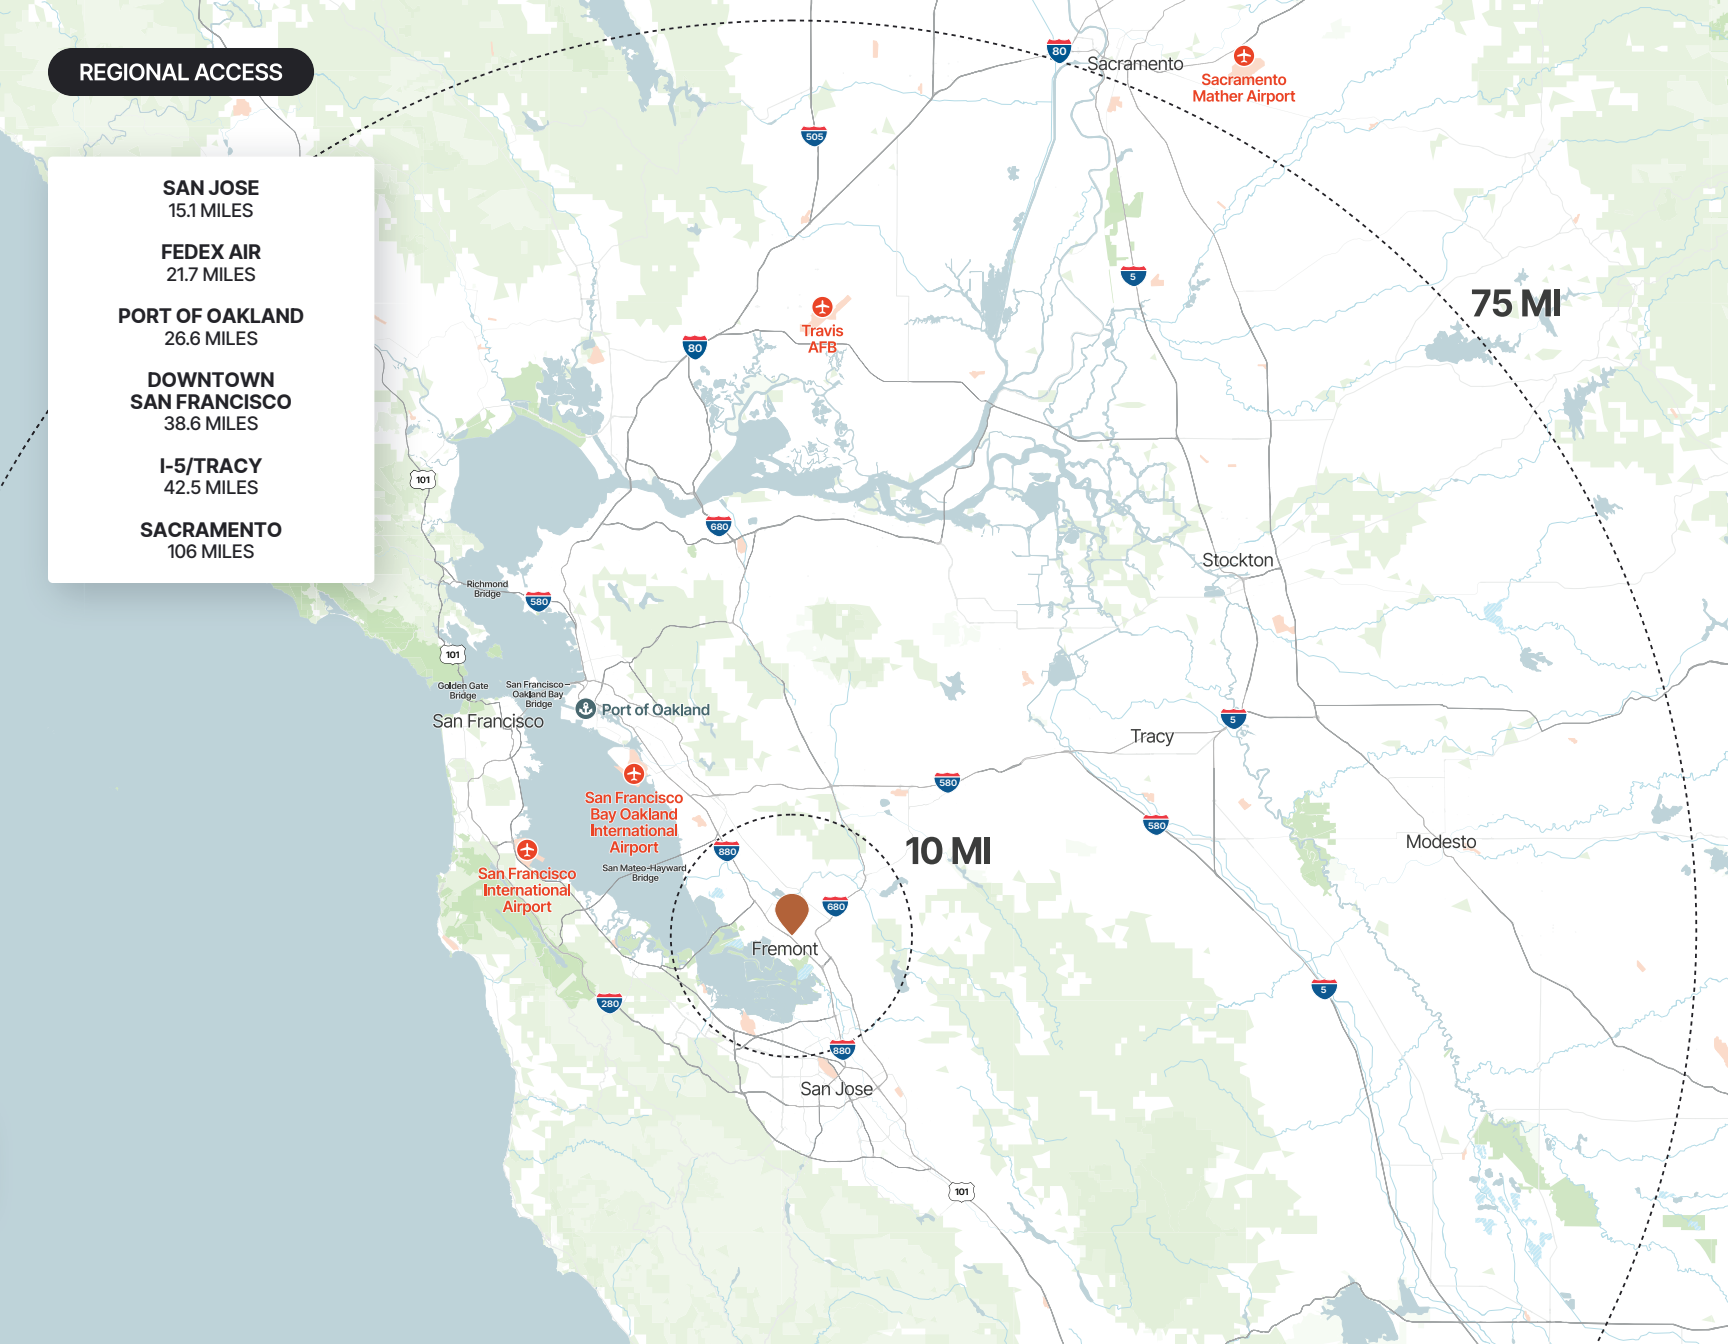 REGIONAL ACCESS
SAN JOSE
15.1 MILES
FEDEX AIR
21.7 MILES
PORT OF OAKLAND
26.6 MILES
DOWNTOWN
SAN FRANCISCO
38.6 MILES
I-5/TRACY
42.5 MILES
SACRAMENTO
106 MILES
80
Sacramento
Sacramento
Mather Airport
505
5
75 MI
Travis
AFB
80
101
680
Stockton
Richmond
Bridge
580
101
Golden Gate
Bridge
San Francisco–
Oakland Bay
Bridge
San Francisco
Port of Oakland
5
Tracy
580
San Francisco
Bay Oakland
International
Airport
580
Modesto
San Francisco
International
Airport
San Mateo-Hayward
Bridge
880
10 MI
680
Fremont
280
5
880
San Jose
101